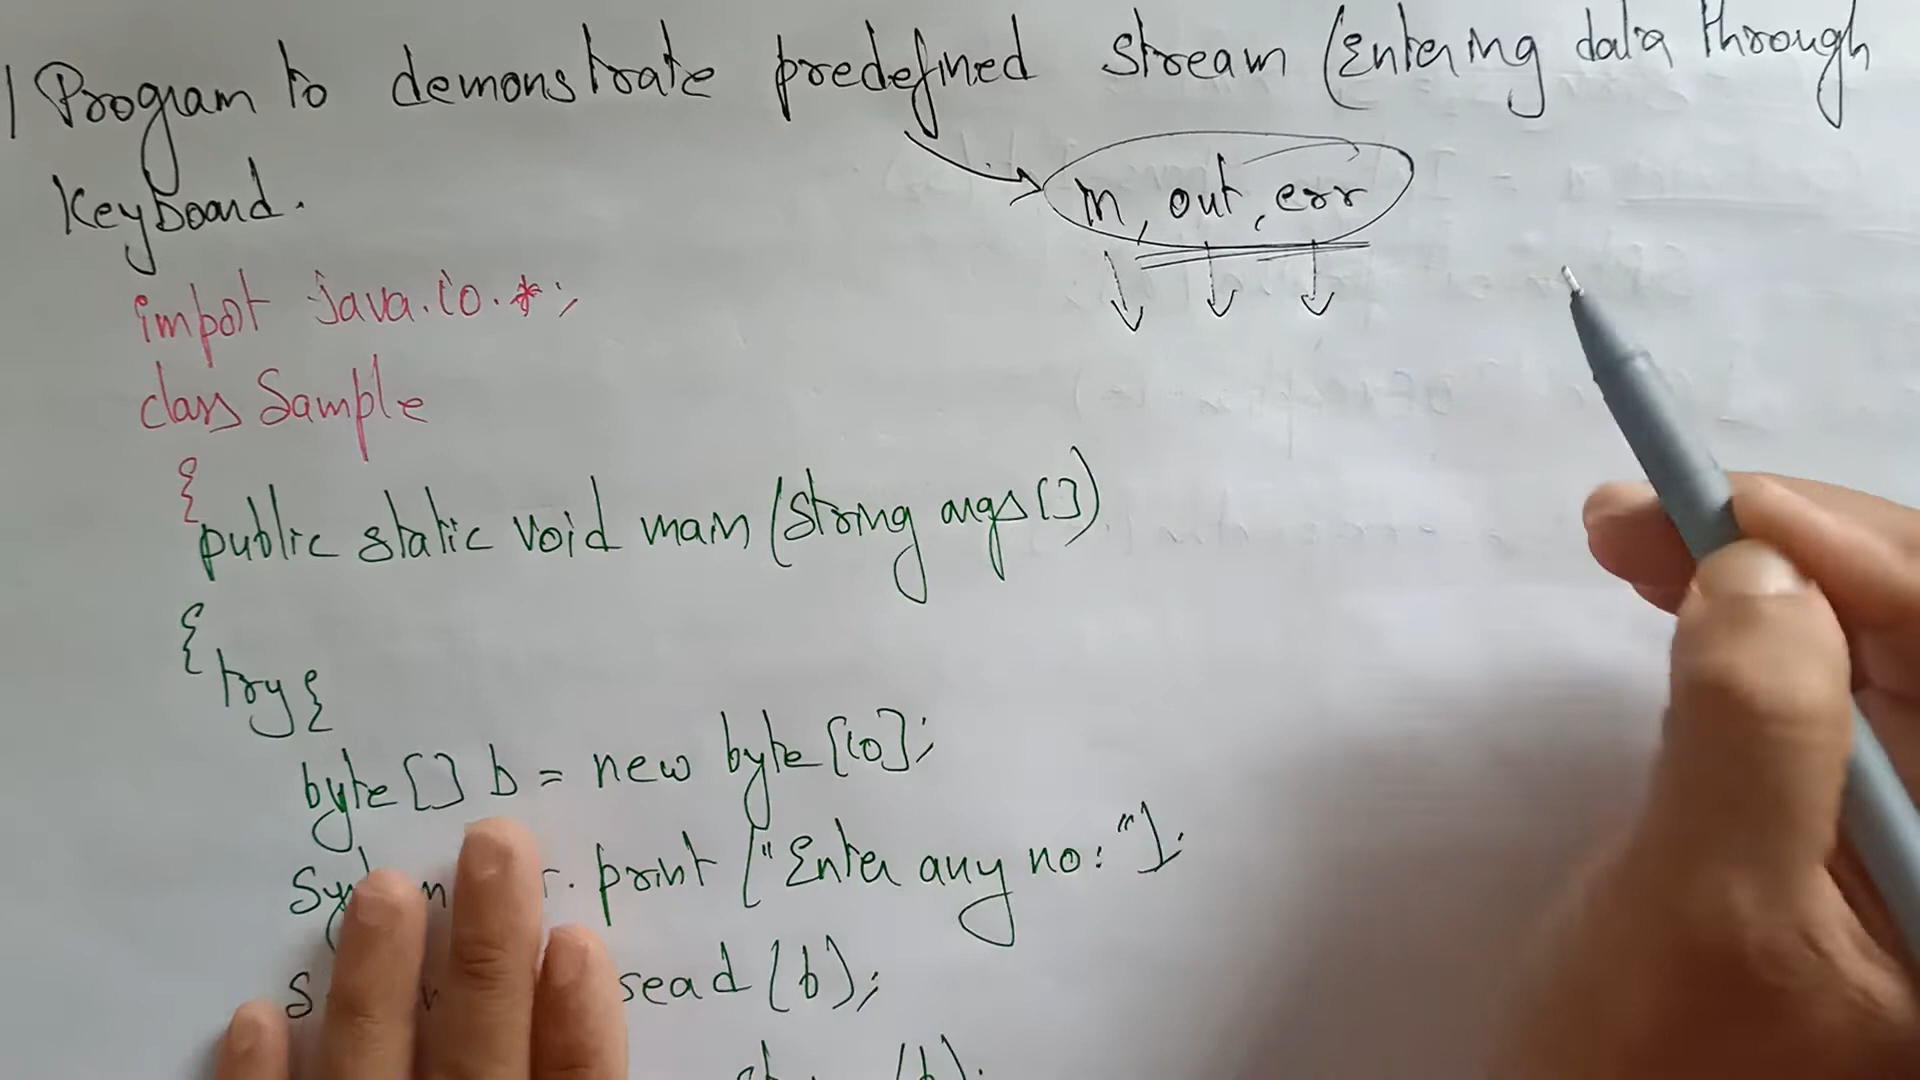 Program to demonstrate predefined stream (Entering data through
Keyboard.
in, out, err
import java.io.*;
class Sample
{
public static void main (String args[])
{
try {
byte[] b = new byte[10];
print ("Enter any no: ");
read (b);
(b);